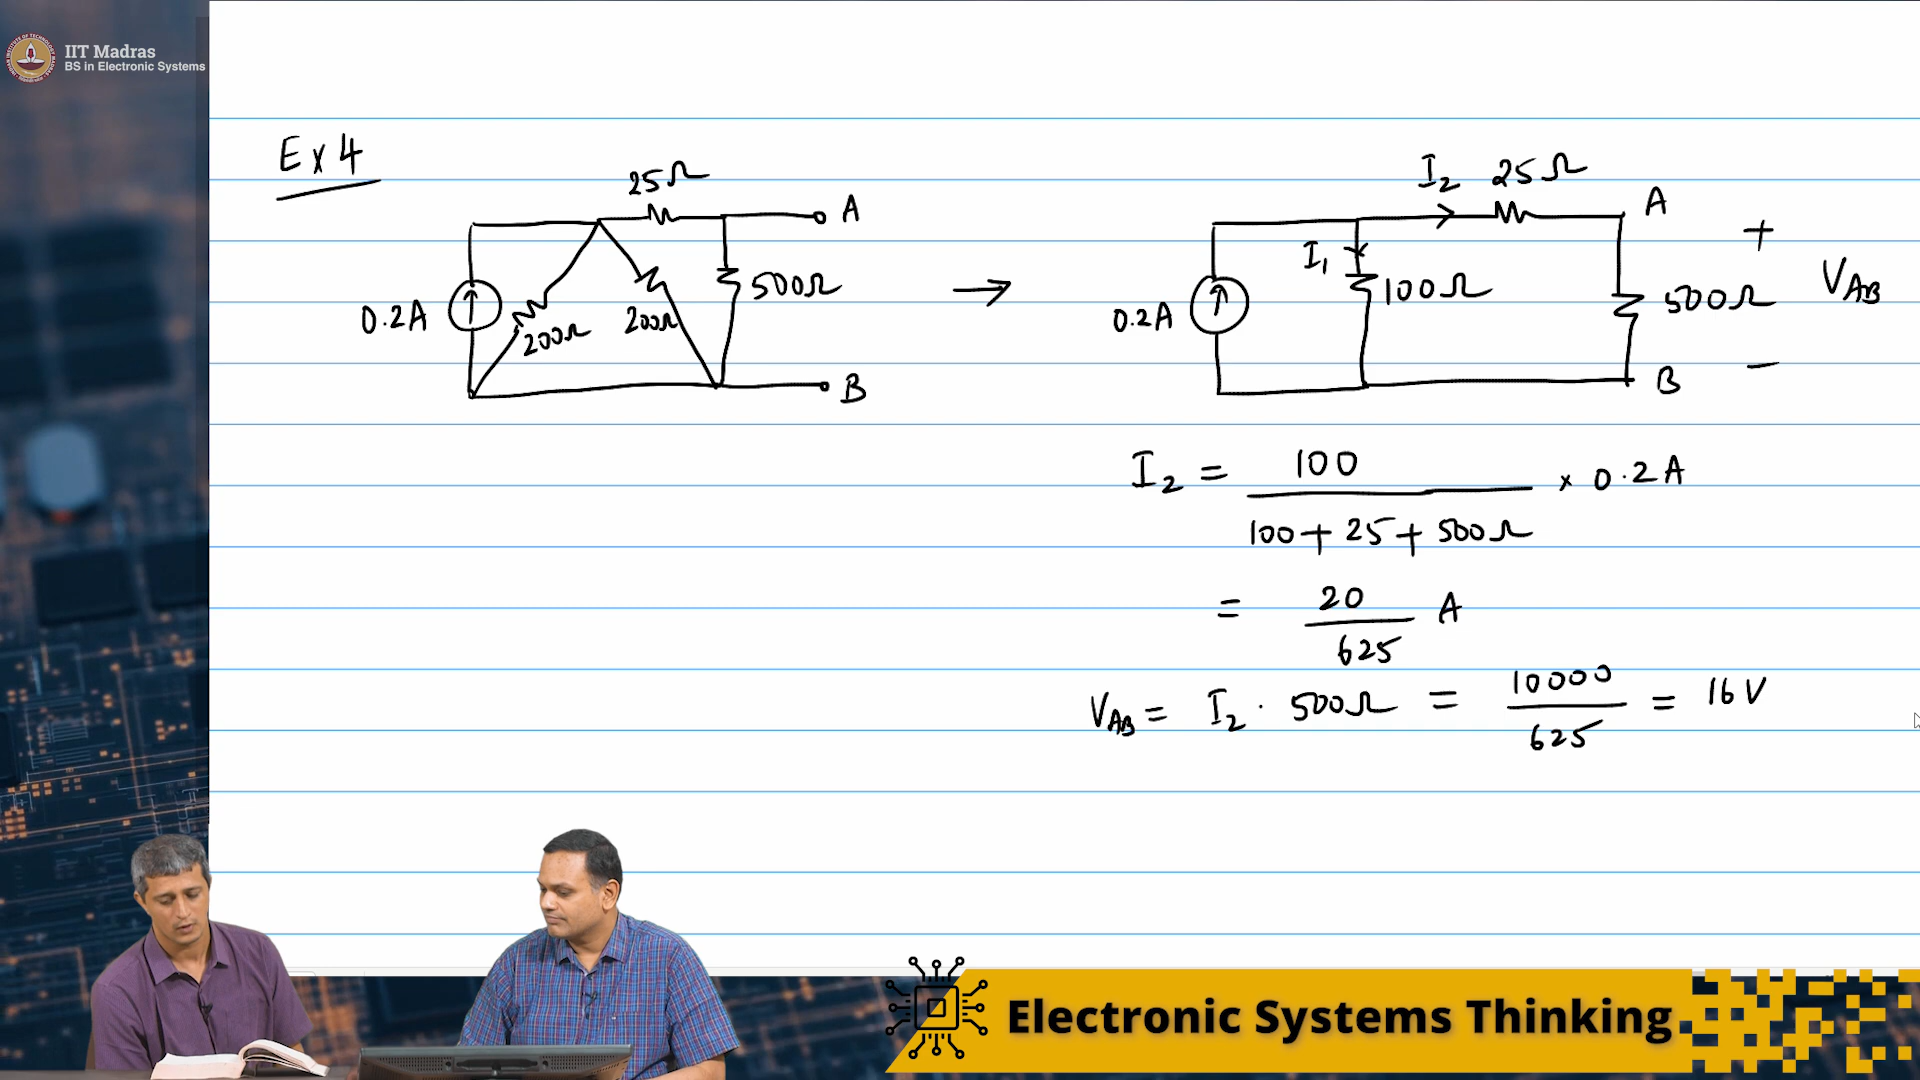 IIT Madras
BS in Electronic Systems
Ex 4
25Ω
A
0.2A
200Ω
200Ω
500Ω
B
→
I₂ 25Ω
A
+
I₁
100Ω
0.2A
500Ω
V_AB
−
B
I₂ = 100 / (100 + 25 + 500Ω) × 0.2A
= 20/625 A
V_AB = I₂ · 500Ω = 10000/625 = 16V
Electronic Systems Thinking